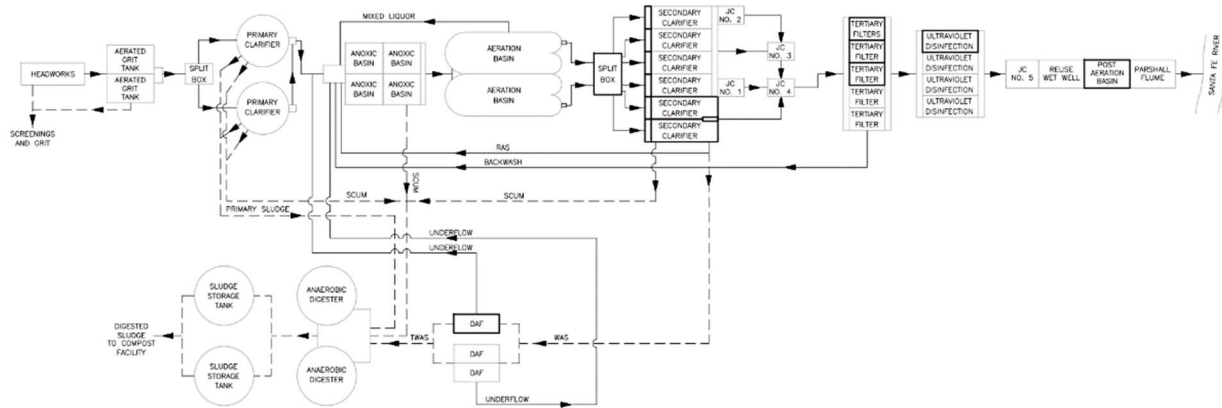 MIXED LIQUOR
HEADWORKS
SCREENINGS
AND GRIT
AERATED
GRIT
TANK
AERATED
GRIT
TANK
SPLIT
BOX
PRIMARY
CLARIFIER
PRIMARY
CLARIFIER
ANOXIC
BASIN
ANOXIC
BASIN
ANOXIC
BASIN
ANOXIC
BASIN
AERATION
BASIN
AERATION
BASIN
SPLIT
BOX
SECONDARY
CLARIFIER
SECONDARY
CLARIFIER
SECONDARY
CLARIFIER
SECONDARY
CLARIFIER
SECONDARY
CLARIFIER
SECONDARY
CLARIFIER
JC
NO. 2
JC
NO. 3
JC
NO. 1
JC
NO. 4
TERTIARY
FILTERS
TERTIARY
FILTER
TERTIARY
FILTER
TERTIARY
FILTER
TERTIARY
FILTER
ULTRAVIOLET
DISINFECTION
ULTRAVIOLET
DISINFECTION
ULTRAVIOLET
DISINFECTION
ULTRAVIOLET
DISINFECTION
JC
NO. 5
REUSE
WET WELL
POST
AERATION
BASIN
PARSHALL
FLUME
SANTA FE RIVER
RAS
BACKWASH
SCUM
SCUM
SCUM
PRIMARY SLUDGE
UNDERFLOW
UNDERFLOW
SLUDGE
STORAGE
TANK
SLUDGE
STORAGE
TANK
ANAEROBIC
DIGESTER
ANAEROBIC
DIGESTER
DIGESTED
SLUDGE
TO COMPOST
FACILITY
TWAS
DAF
DAF
DAF
WAS
UNDERFLOW